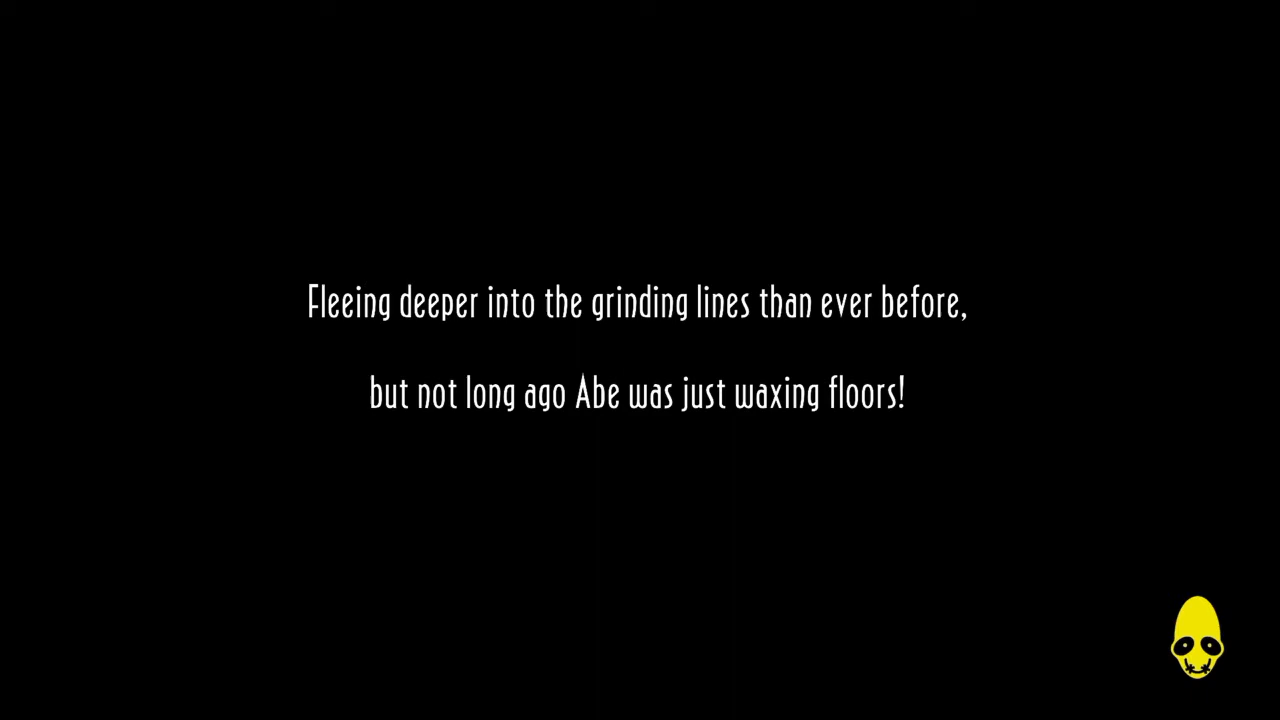 Fleeing deeper into the grinding lines than ever before,
but not long ago Abe was just waxing floors!